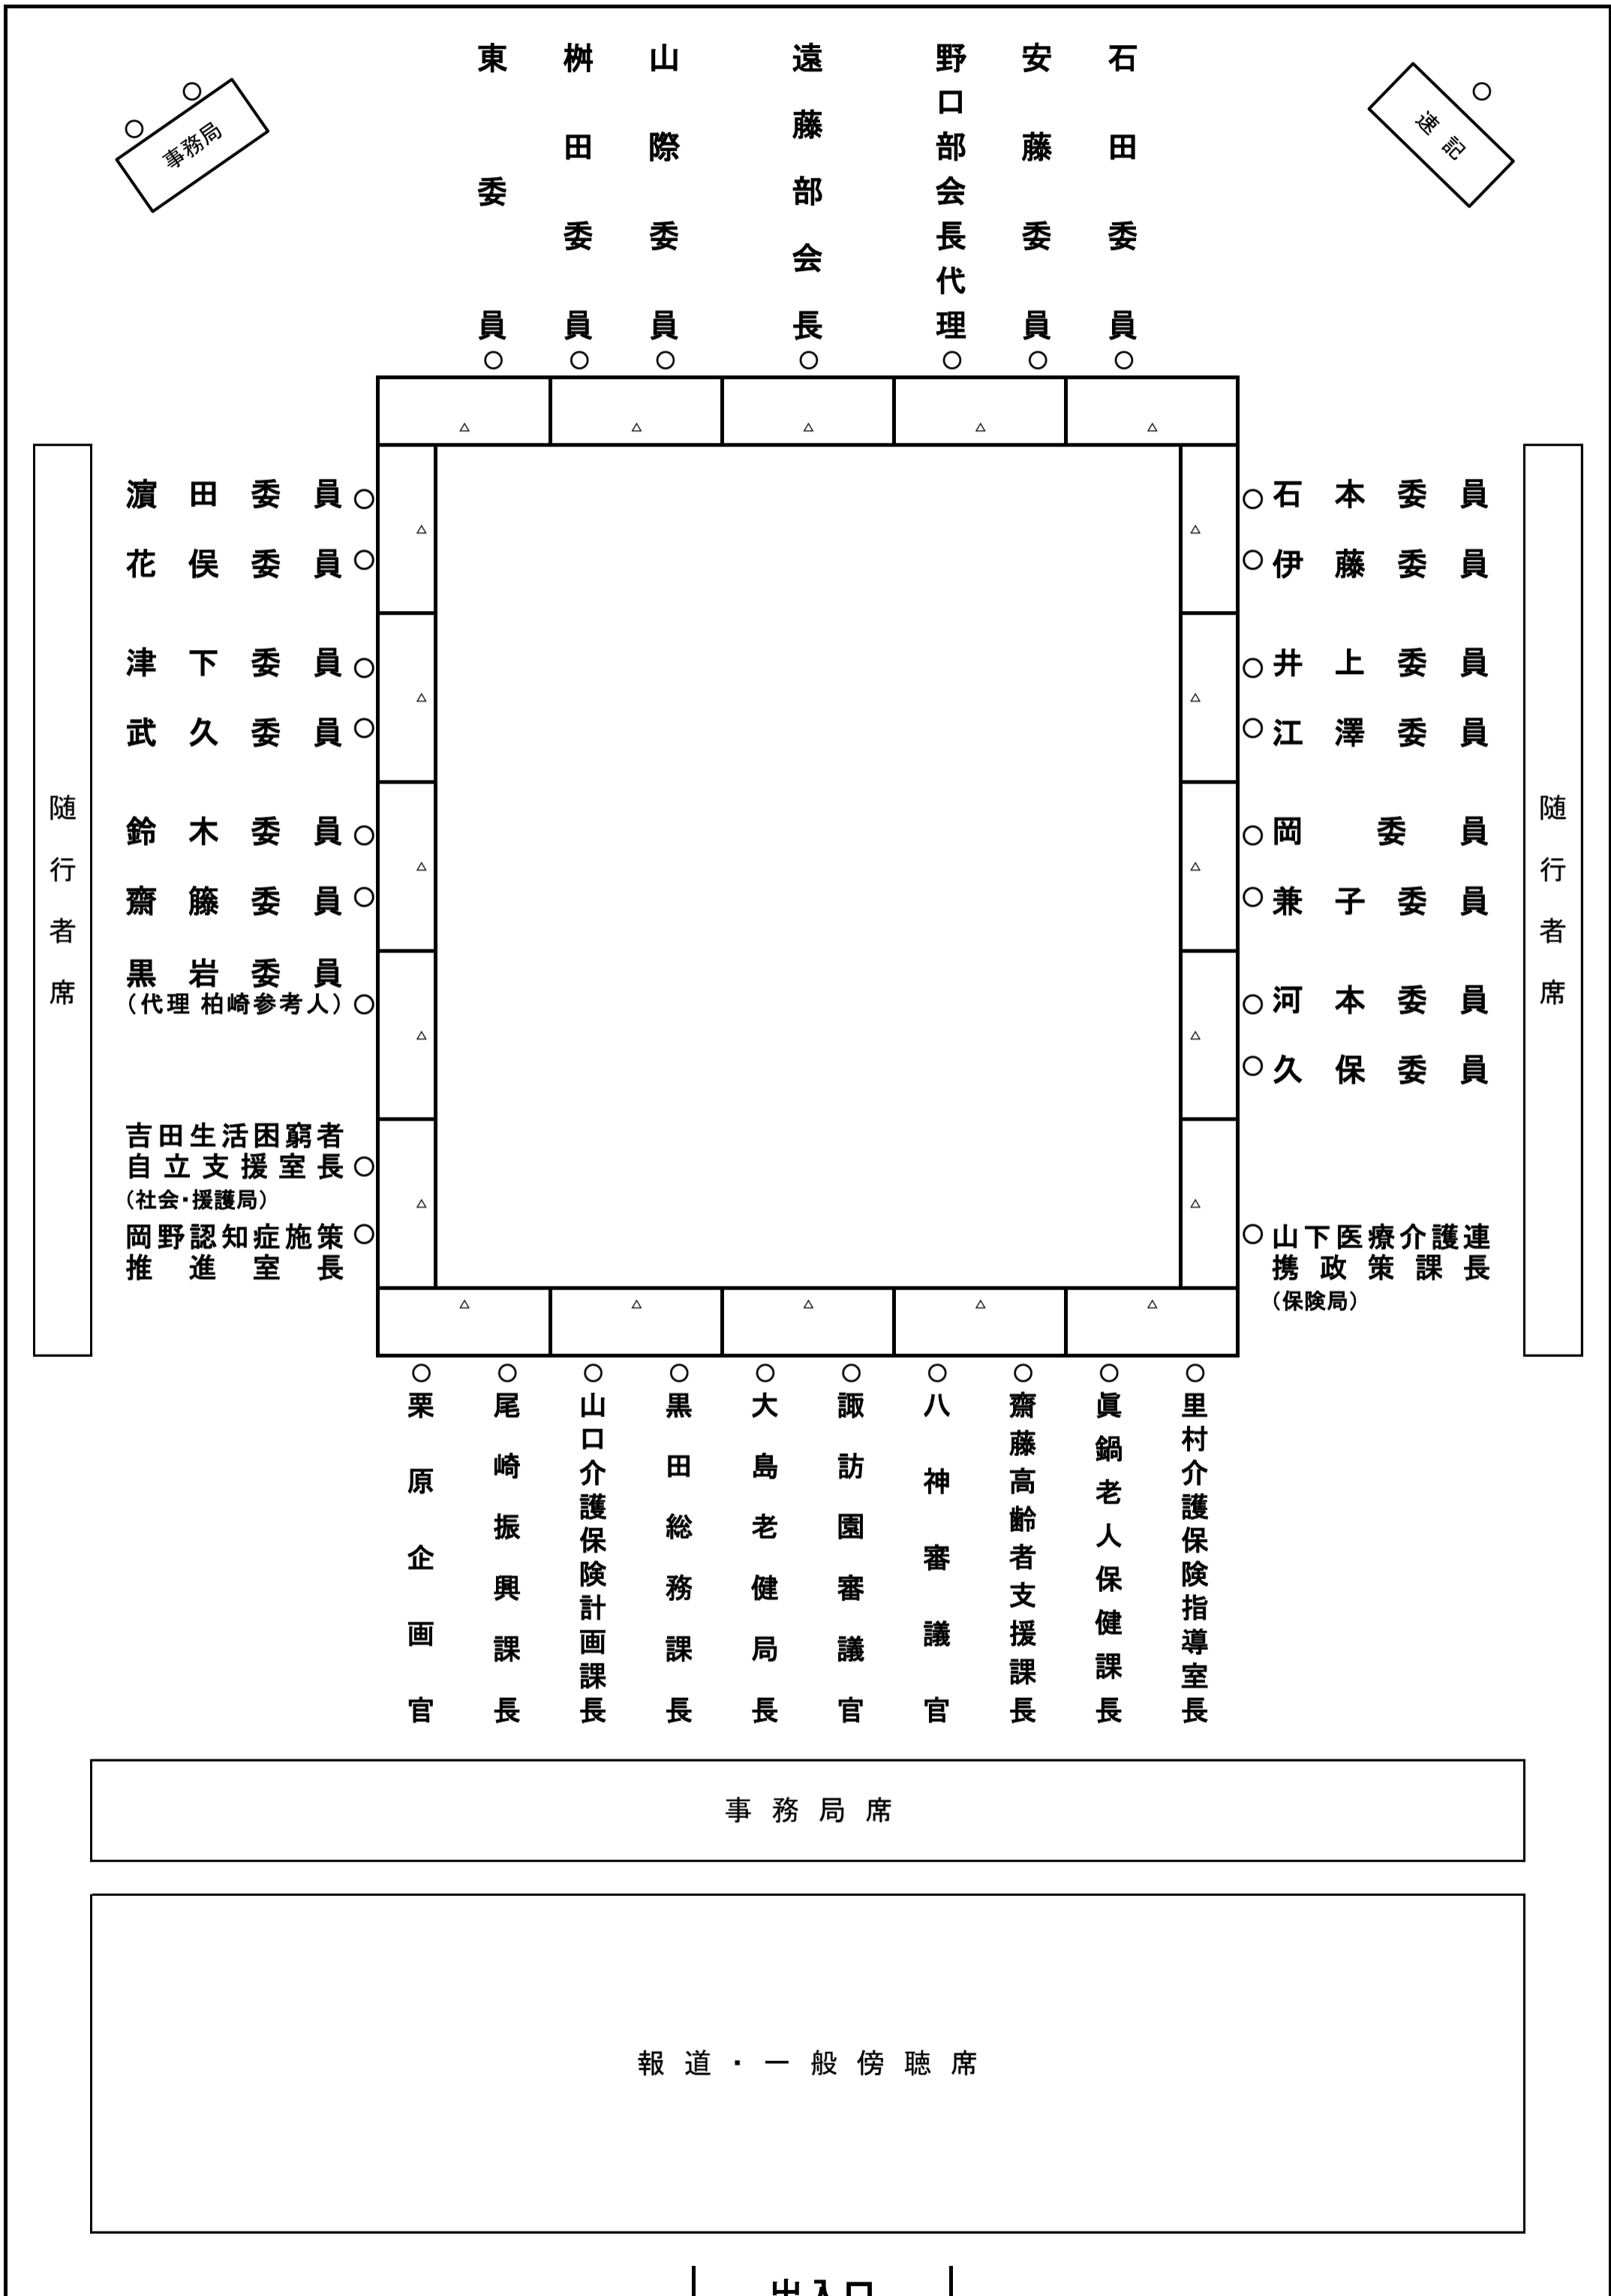 事務局
東委員
桝田委員
山際委員
遠藤部会長
野口部会長代理
安藤委員
石田委員
速記
随行者席
濵田委員
花俣委員
津下委員
武久委員
鈴木委員
齋籐委員
黒岩委員
（代理 柏崎参考人）
吉田生活困窮者
自立支援室長
（社会・援護局）
岡野認知症施策
推進室長
石本委員
伊藤委員
井上委員
江澤委員
岡委員
兼子委員
河本委員
久保委員
山下医療介護連
携政策課長
（保険局）
随行者席
栗原企画官
尾崎振興課長
山口介護保険計画課長
黒田総務課長
大島老健局長
諏訪園審議官
八神審議官
齋藤高齢者支援課長
眞鍋老人保健課長
里村介護保険指導室長
事務局席
報道・一般傍聴席
出入口